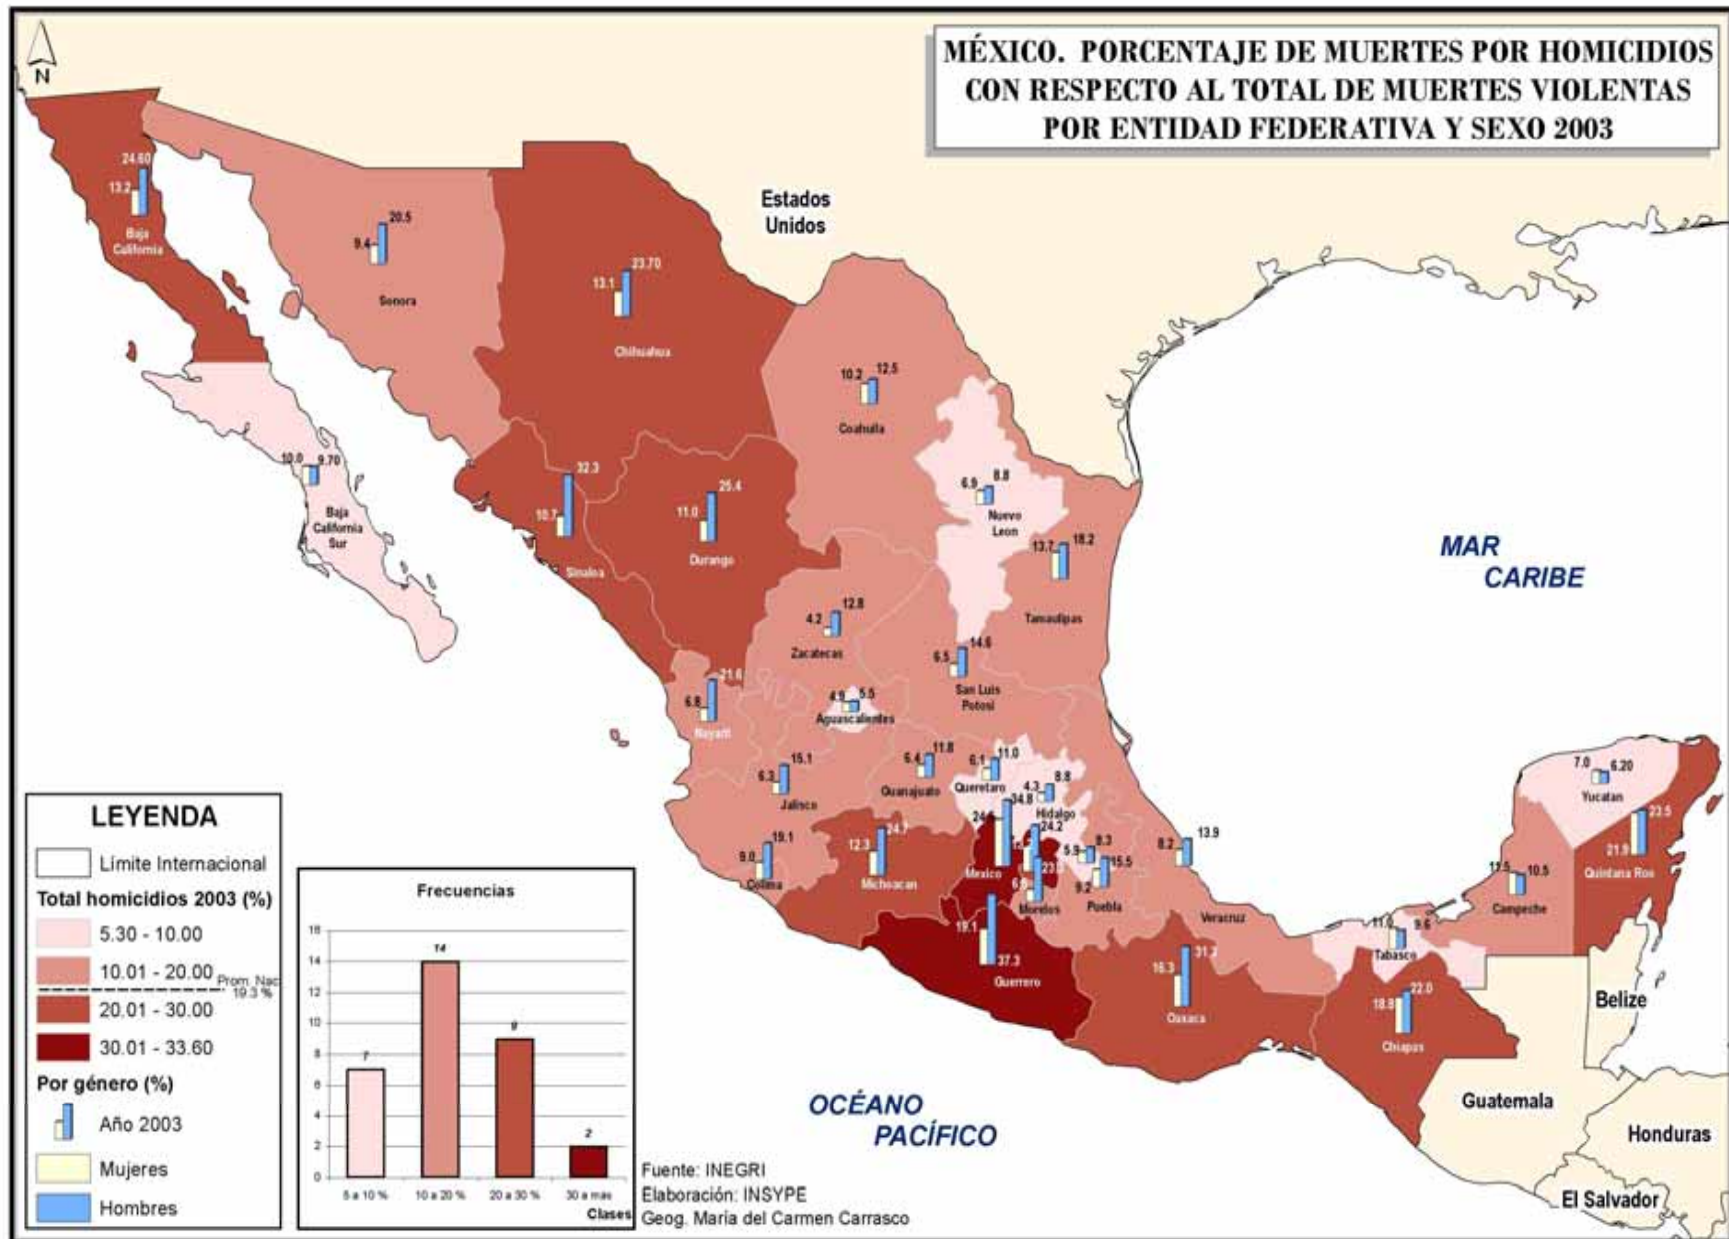 MÉXICO. PORCENTAJE DE MUERTES POR HOMICIDIOS
CON RESPECTO AL TOTAL DE MUERTES VIOLENTAS
POR ENTIDAD FEDERATIVA Y SEXO 2003
N
Estados
Unidos
24.60
13.2
Baja
California
20.5
9.4
Sonora
23.70
13.1
Chihuahua
10.2
12.5
Coahuila
10.0
9.70
Baja
California
Sur
32.3
10.7
Sinaloa
25.4
11.0
Durango
6.9
8.8
Nuevo
Leon
13.7
18.2
Tamaulipas
MAR
CARIBE
4.2
12.8
Zacatecas
6.5
14.6
San Luis
Potosi
21.6
6.8
Nayarit
4.9
5.5
Aguascalientes
6.3
15.1
Jalisco
6.4
11.8
Guanajuato
6.1
11.0
Queretaro
4.3
8.8
Hidalgo
34.8
Mexico
24.2
9.0
19.1
Colima
12.3
24.7
Michoacan
Morelos
5.9
8.3
9.2
15.5
Puebla
8.2
13.9
Veracruz
19.1
37.3
Guerrero
16.3
31.3
Oaxaca
11.0
9.6
Tabasco
18.8
22.0
Chiapas
11.5
10.5
Campeche
7.0
6.20
Yucatan
23.5
21.9
Quintana Roo
Belize
Guatemala
Honduras
El Salvador
OCÉANO
PACÍFICO
LEYENDA
Límite Internacional
Total homicidios 2003 (%)
5.30 - 10.00
10.01 - 20.00
Prom. Nac
19.3 %
20.01 - 30.00
30.01 - 33.60
Por género (%)
Año 2003
Mujeres
Hombres
Frecuencias
16
14
12
10
8
6
4
2
0
7
14
9
2
5 a 10 %
10 a 20 %
20 a 30 %
30 a mas
Clases
Fuente: INEGRI
Elaboración: INSYPE
Geog. María del Carmen Carrasco